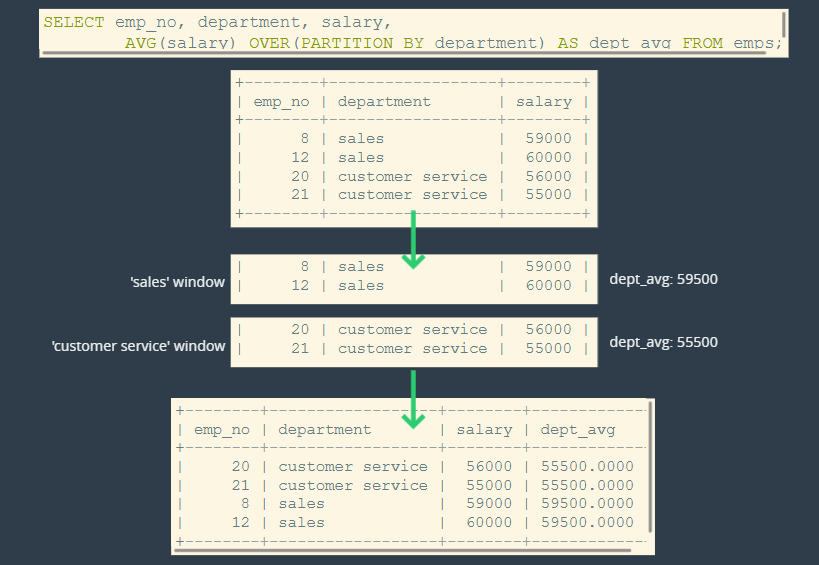 SELECT emp_no, department, salary,
AVG(salary) OVER(PARTITION BY department) AS dept_avg FROM emps;
+--------+-------------------+--------+
| emp_no | department | salary |
+--------+-------------------+--------+
| 8 | sales | 59000 |
| 12 | sales | 60000 |
| 20 | customer service | 56000 |
| 21 | customer service | 55000 |
+--------+-------------------+--------+
'sales' window
| 8 | sales | 59000 |
| 12 | sales | 60000 |
dept_avg: 59500
'customer service' window
| 20 | customer service | 56000 |
| 21 | customer service | 55000 |
dept_avg: 55500
+--------+-------------------+--------+------------
| emp_no | department | salary | dept_avg
+--------+-------------------+--------+------------
| 20 | customer service | 56000 | 55500.0000
| 21 | customer service | 55000 | 55500.0000
| 8 | sales | 59000 | 59500.0000
| 12 | sales | 60000 | 59500.0000
+--------+-------------------+--------+------------